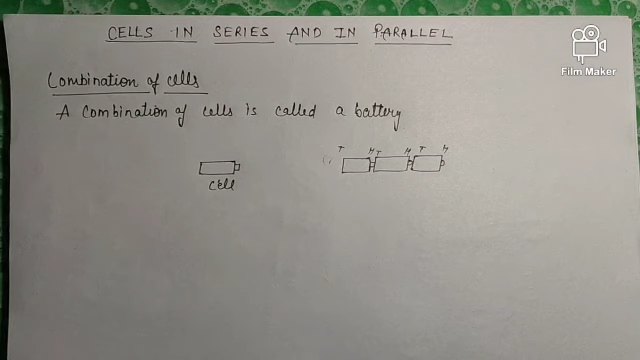 CELLS IN SERIES AND IN PARALLEL
Film Maker
Combination of cells
A combination of cells is called a battery
T H T H T H
cell